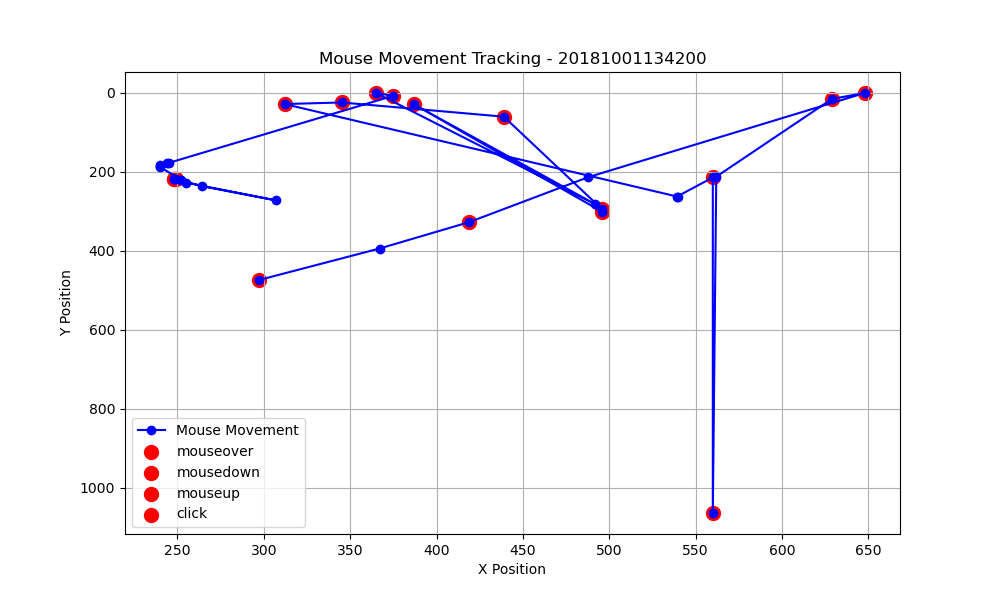 Mouse Movement Tracking - 20181001134200
Y Position
0
200
400
600
800
1000
Mouse Movement
mouseover
mousedown
mouseup
click
250 300 350 400 450 500 550 600 650
X Position